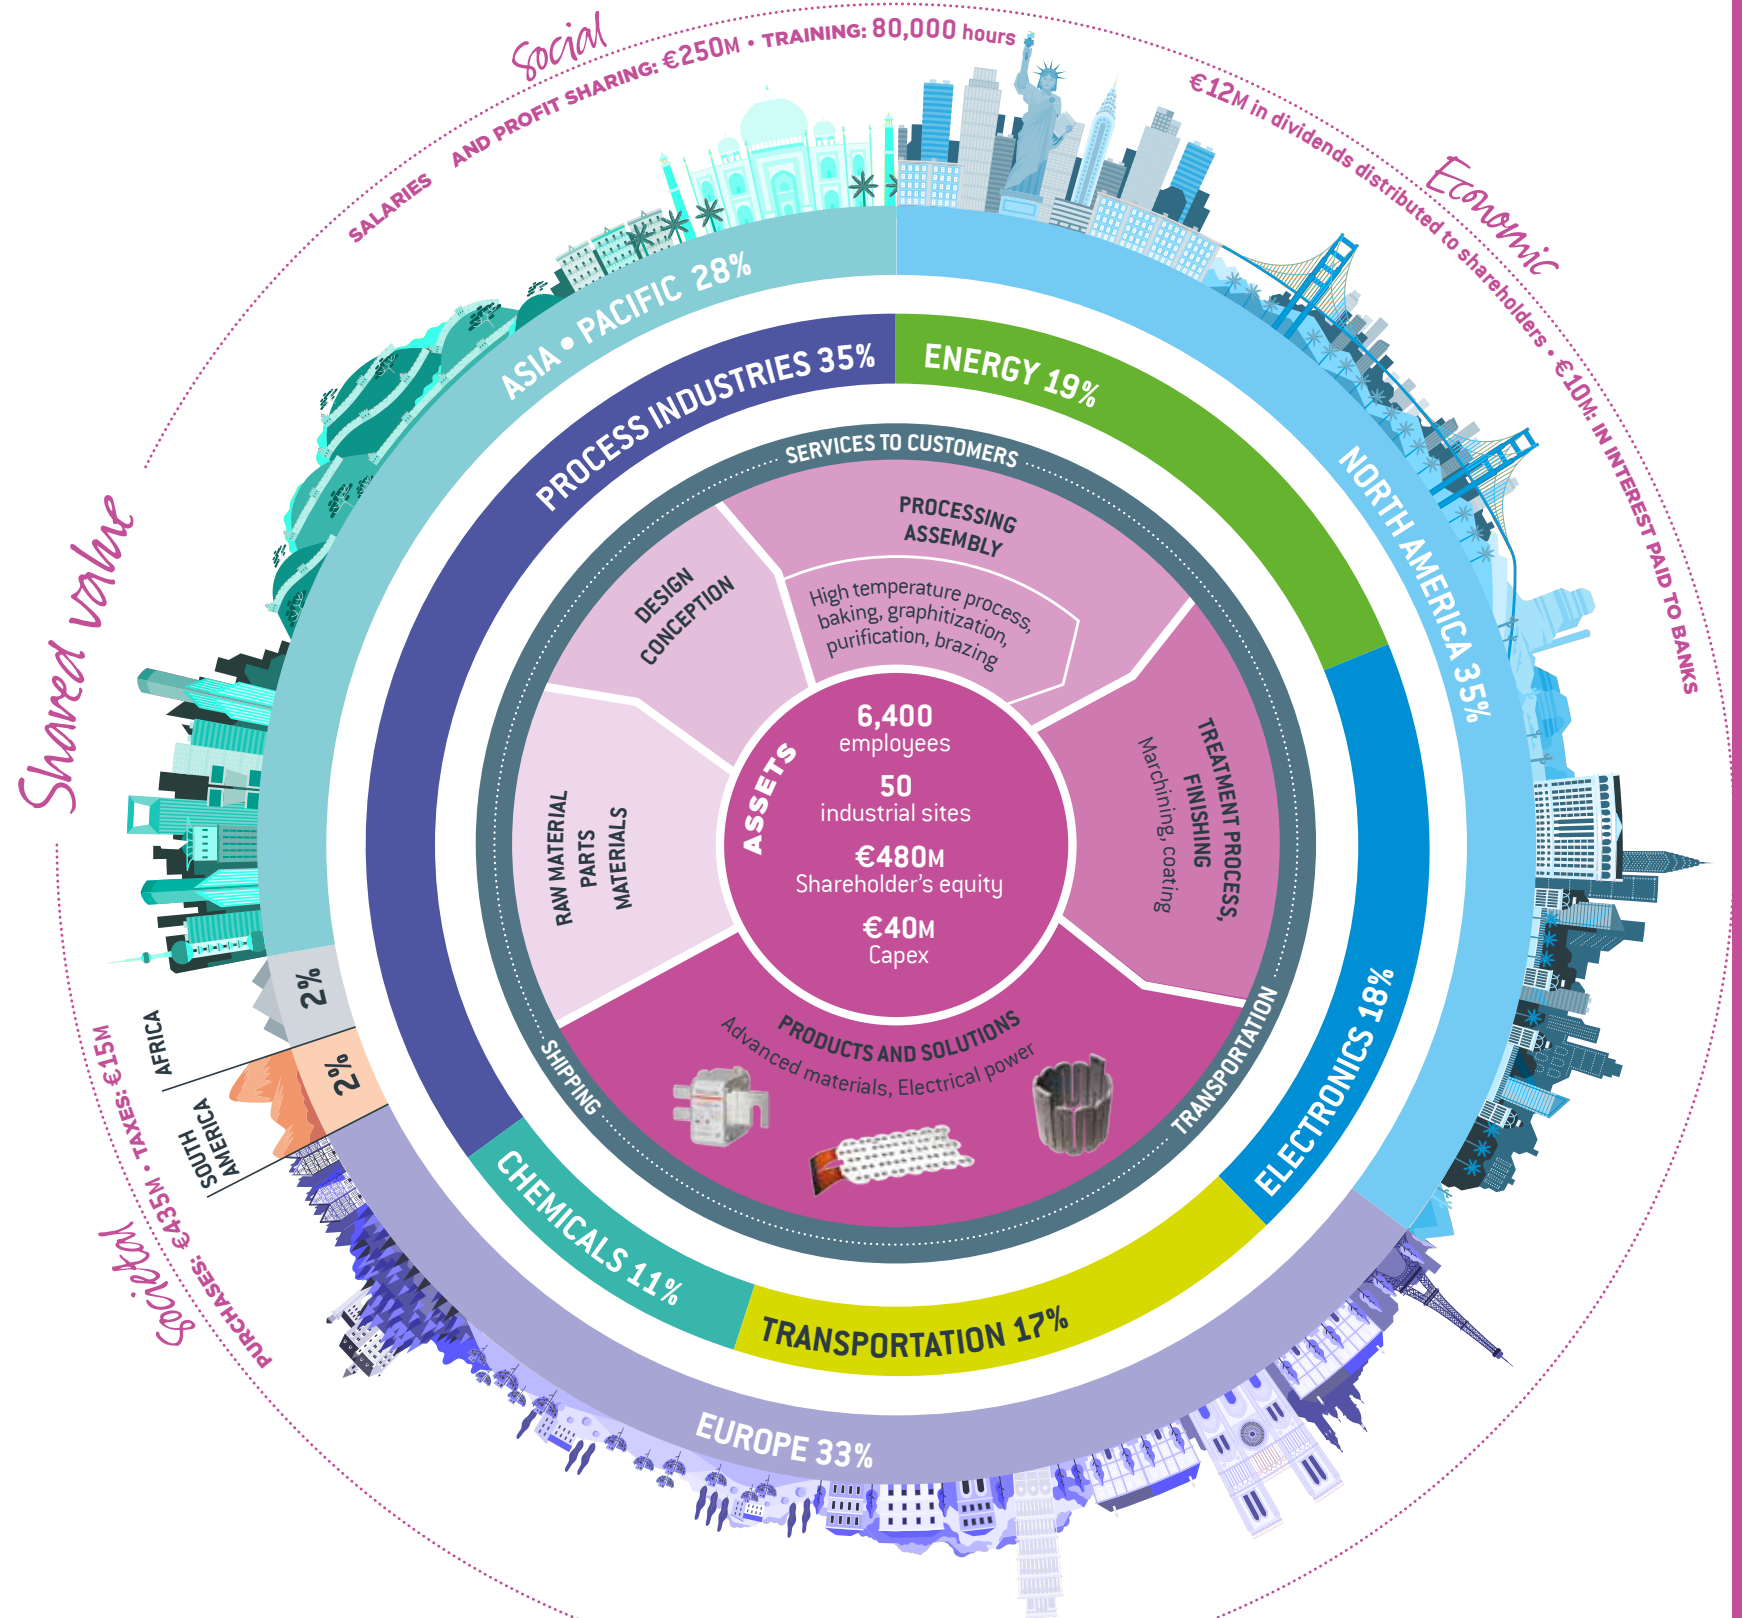 Social
SALARIES AND PROFIT SHARING: €250M • TRAINING: 80,000 hours
Economic
€12M in dividends distributed to shareholders • €10M: IN INTEREST PAID TO BANKS
Shared value
Societal
PURCHASES: €435M • TAXES: €15M
ASIA • PACIFIC 28%
NORTH AMERICA 35%
EUROPE 33%
AFRICA
2%
SOUTH
AMERICA
2%
PROCESS INDUSTRIES 35%
ENERGY 19%
ELECTRONICS 18%
TRANSPORTATION 17%
CHEMICALS 11%
SERVICES TO CUSTOMERS
TRANSPORTATION
SHIPPING
RAW MATERIAL
PARTS
MATERIALS
DESIGN
CONCEPTION
PROCESSING
ASSEMBLY
High temperature process,
baking, graphitization,
purification, brazing
TREATMENT PROCESS,
FINISHING
Marchining, coating
PRODUCTS AND SOLUTIONS
Advanced materials, Electrical power
ASSETS
6,400
employees
50
industrial sites
€480M
Shareholder's equity
€40M
Capex